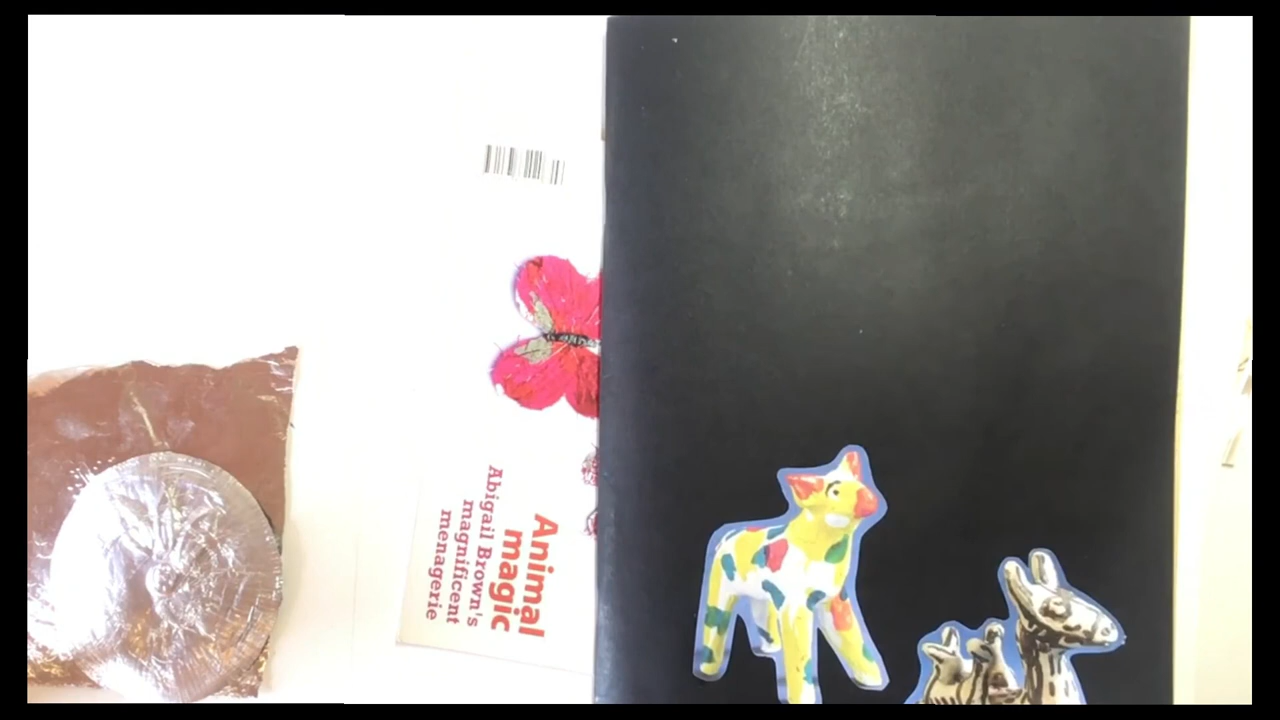 Animal
magic
Abigail Brown's
magnificent
menagerie